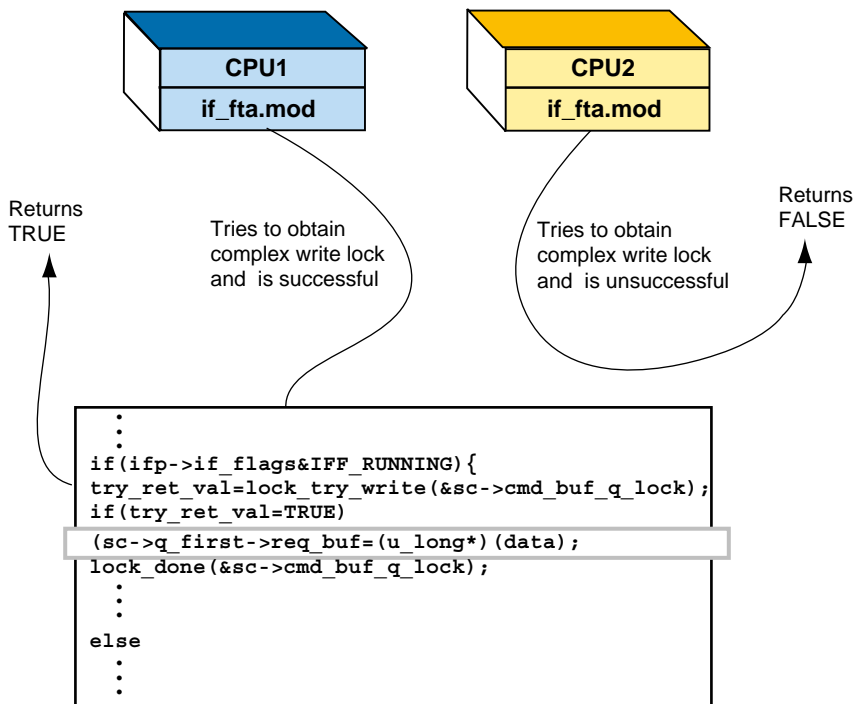 CPU1
if_fta.mod
CPU2
if_fta.mod
Returns
TRUE
Tries to obtain
complex write lock
and is successful
Tries to obtain
complex write lock
and is unsuccessful
Returns
FALSE
if(ifp->if_flags&IFF_RUNNING){
try_ret_val=lock_try_write(&sc->cmd_buf_q_lock);
if(try_ret_val=TRUE)
(sc->q_first->req_buf=(u_long*)(data);
lock_done(&sc->cmd_buf_q_lock);
else